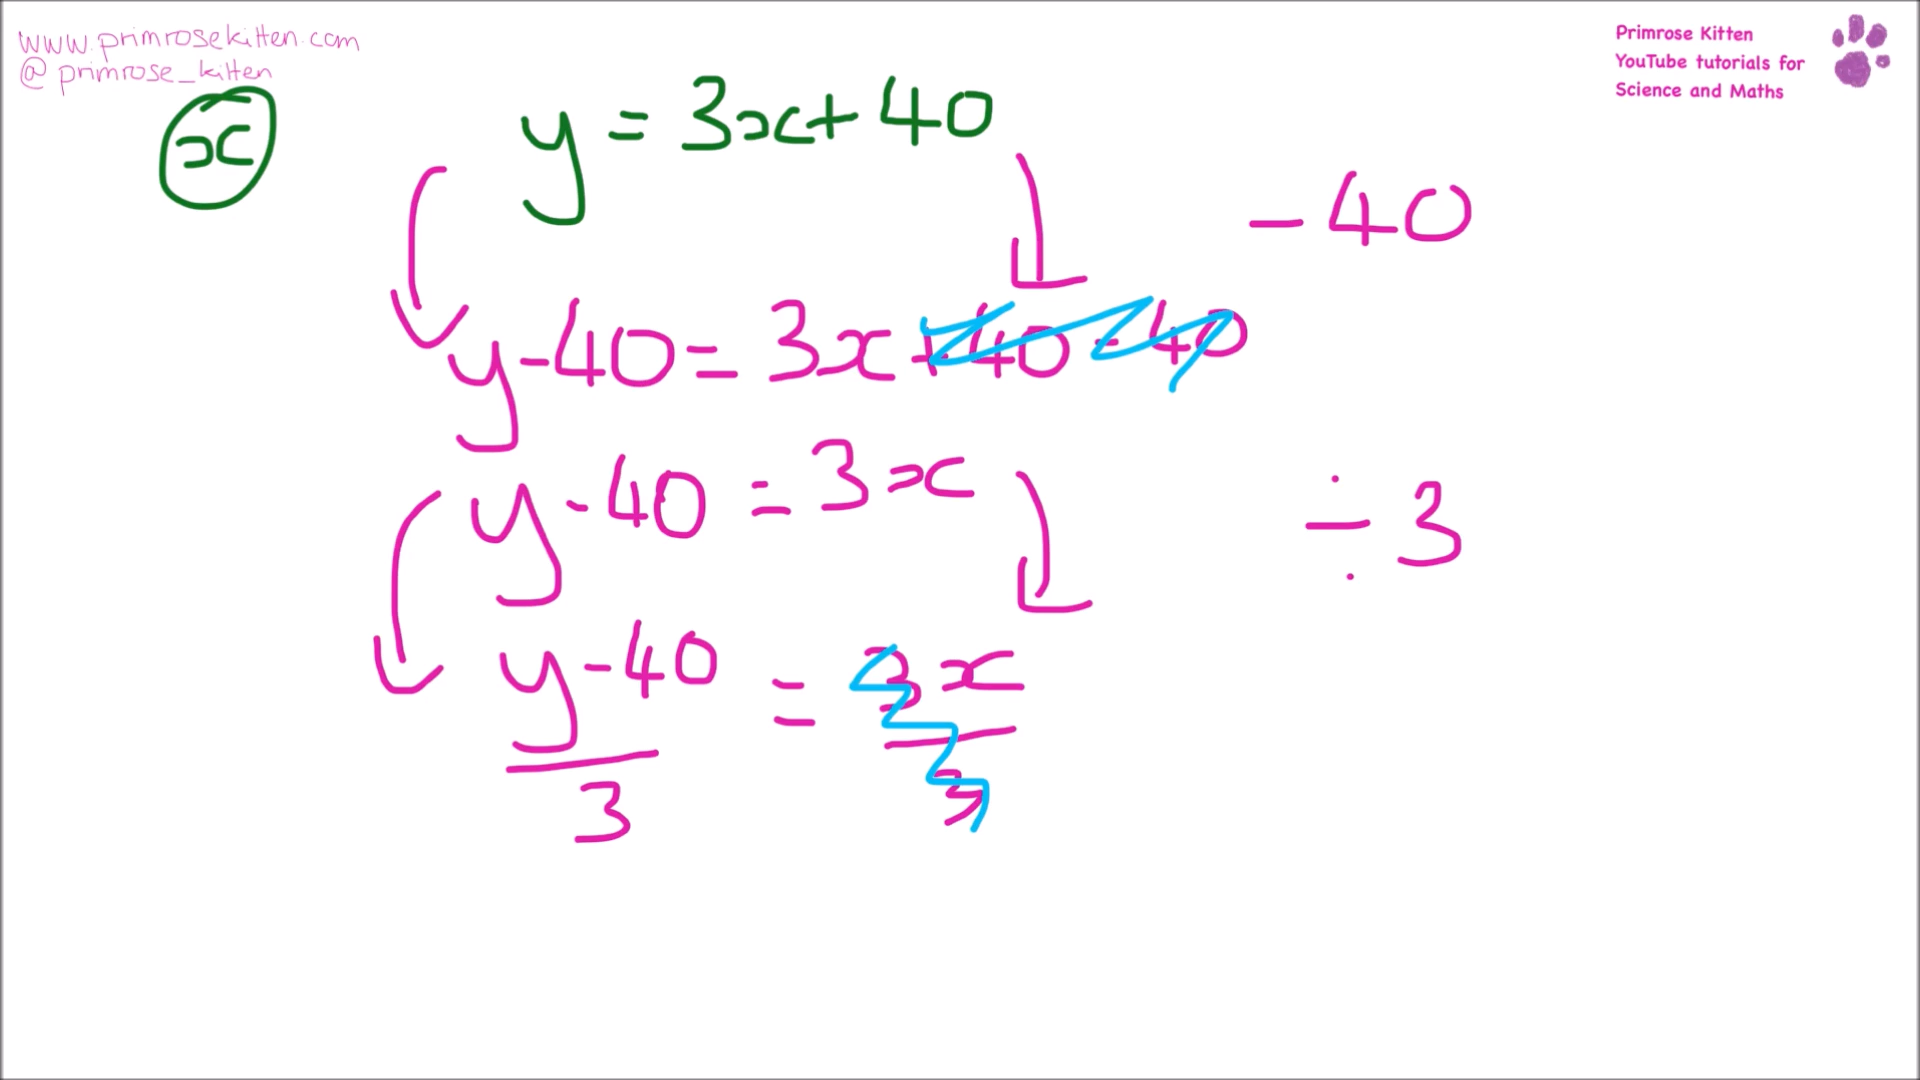 www.primrosekitten.com
@primrose_kitten
Primrose Kitten
YouTube tutorials for
Science and Maths
x
y = 3x + 40
- 40
y - 40 = 3x + 40 - 40
y - 40 = 3x
÷ 3
y - 40 = 3x
3 3